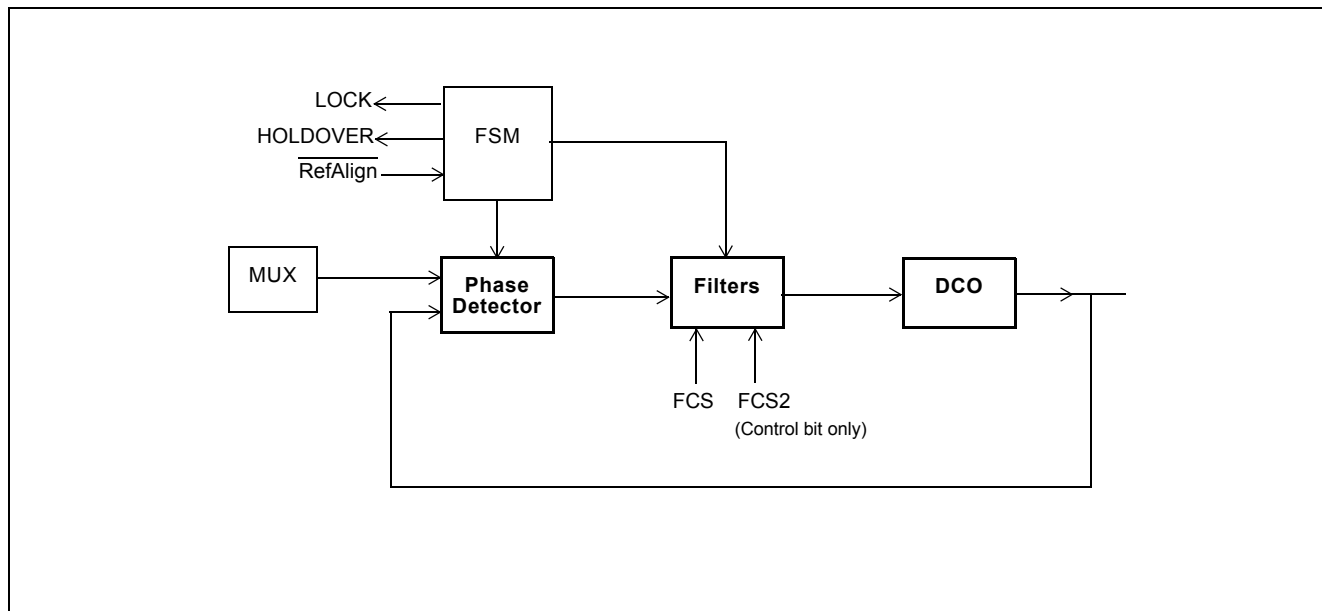 LOCK
HOLDOVER
RefAlign
FSM
MUX
Phase
Detector
Filters
DCO
FCS
FCS2
(Control bit only)